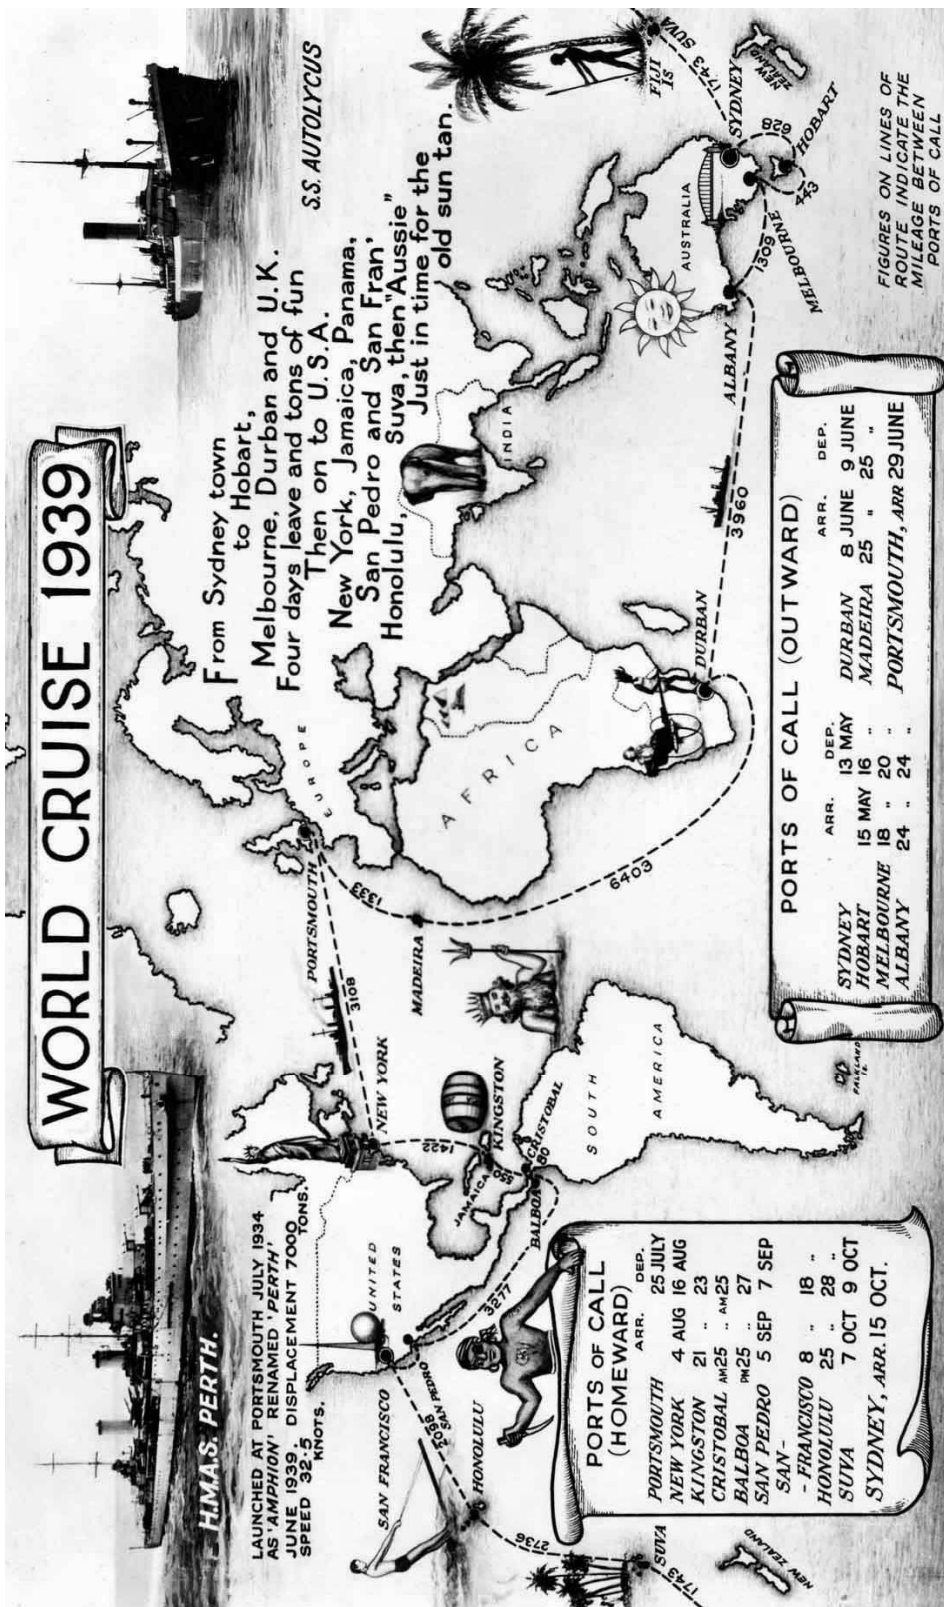 WORLD CRUISE 1939
H.M.A.S. PERTH.
S.S. AUTOLYCUS
LAUNCHED AT PORTSMOUTH JULY 1934
AS 'AMPHION' RENAMED 'PERTH'
JUNE 1939, DISPLACEMENT 7000
TONS.
SPEED 32·5
KNOTS.
From Sydney town
to Hobart,
Melbourne, Durban and U.K.
Four days leave and tons of fun
Then on to U.S.A.
New York, Jamaica, Panama,
San Pedro and San Fran'
Honolulu, Suva, then "Aussie"
Just in time for the
old sun tan.
UNITED
STATES
SAN FRANCISCO
SAN PEDRO
2098
HONOLULU
2736
SUVA
1743
NEW ZEALAND
3277
BALBOA
80
CRISTOBAL
550
JAMAICA
KINGSTON
1422
NEW YORK
3108
PORTSMOUTH
EUROPE
1333
MADEIRA
6403
AFRICA
SOUTH
AMERICA
FALKLAND
IS.
DURBAN
3960
INDIA
ALBANY
AUSTRALIA
1309
MELBOURNE
443
HOBART
628
SYDNEY
1743
SUVA
FIJI
IS
NEW
ZEALAND
FIGURES ON LINES OF
ROUTE INDICATE THE
MILEAGE BETWEEN
PORTS OF CALL
PORTS OF CALL
(HOMEWARD)
ARR. DEP.
PORTSMOUTH 25 JULY
NEW YORK 4 AUG 16 AUG
KINGSTON 21 " 23
CRISTOBAL AM25 " AM25
BALBOA PM25 " 27
SAN PEDRO 5 SEP 7 SEP
SAN-
-FRANCISCO 8 " 18 "
HONOLULU 25 " 28 "
SUVA 7 OCT 9 OCT
SYDNEY, ARR. 15 OCT.
PORTS OF CALL (OUTWARD)
ARR. DEP. ARR. DEP.
SYDNEY 13 MAY DURBAN 8 JUNE 9 JUNE
HOBART 15 MAY 16 " MADEIRA 25 " 25 "
MELBOURNE 18 " 20 " PORTSMOUTH, ARR 29 JUNE
ALBANY 24 " 24 "